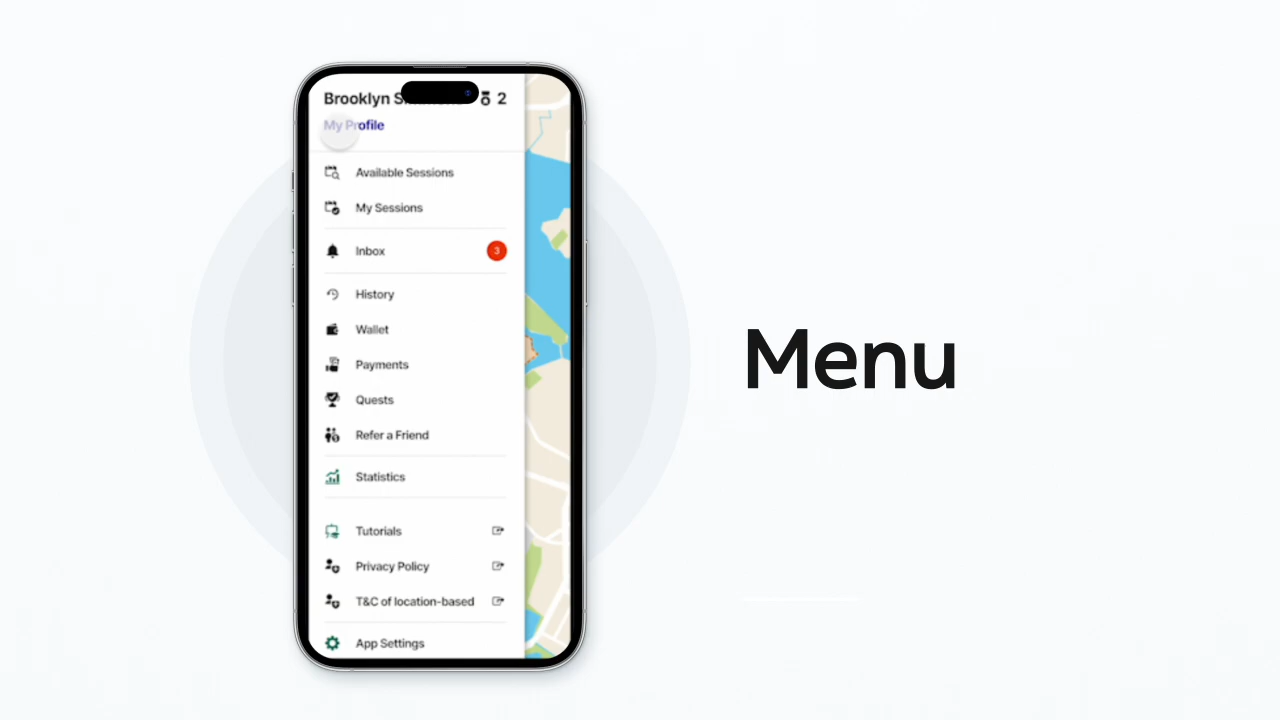 Brooklyn
2
My Profile
Available Sessions
My Sessions
Inbox
3
History
Wallet
Payments
Quests
Refer a Friend
Statistics
Tutorials
Privacy Policy
T&C of location-based
App Settings
Menu